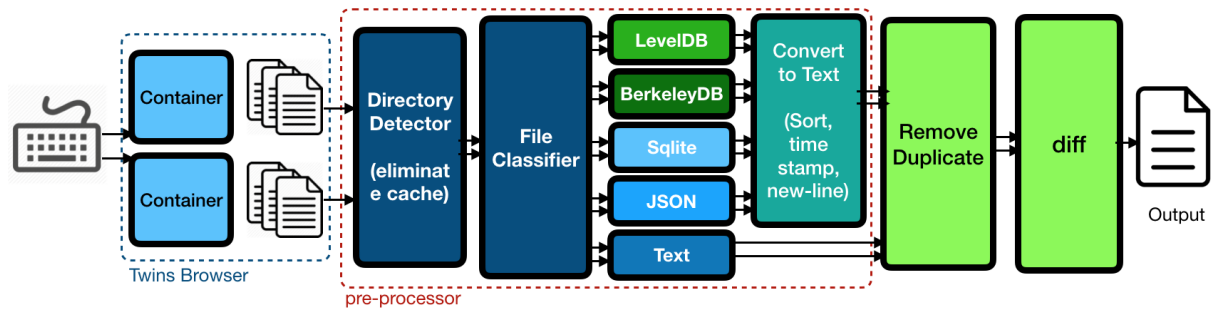 Container
Container
Twins Browser
Directory
Detector
(eliminat
e cache)
File
Classifier
LevelDB
BerkeleyDB
Sqlite
JSON
Text
Convert
to Text
(Sort,
time
stamp,
new-line)
pre-processor
Remove
Duplicate
diff
Output